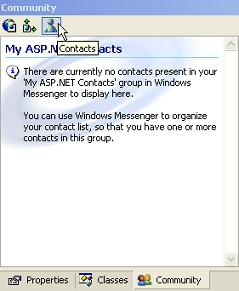 Community
My ASP.N
acts
Contacts
There are currently no contacts present in your
'My ASP.NET Contacts' group in Windows
Messenger to display here.
You can use Windows Messenger to organize
your contact list, so that you have one or more
contacts in this group.
Properties
Classes
Community